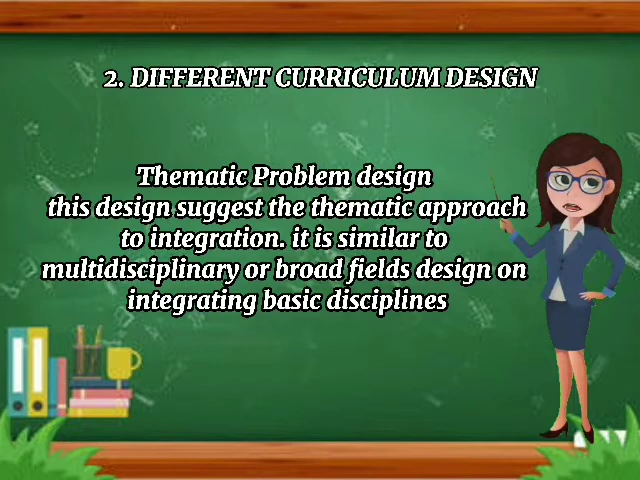 2. DIFFERENT CURRICULUM DESIGN
Thematic Problem design
this design suggest the thematic approach
to integration. it is similar to
multidisciplinary or broad fields design on
integrating basic disciplines